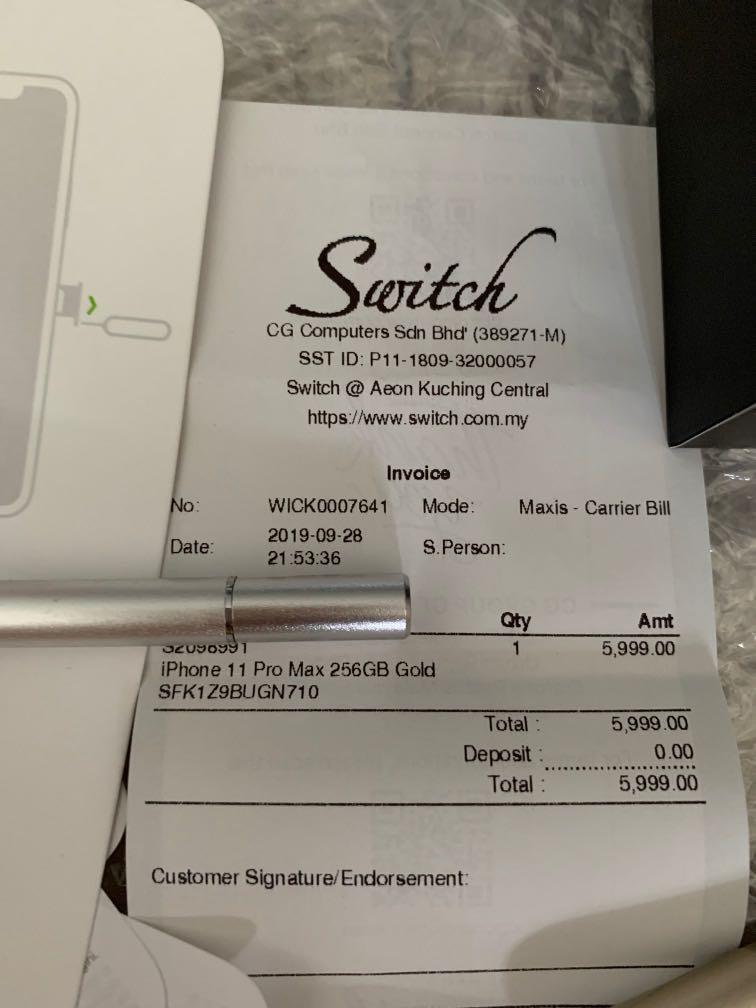 Switch
CG Computers Sdn Bhd' (389271-M)
SST ID: P11-1809-32000057
Switch @ Aeon Kuching Central
https://www.switch.com.my
Invoice
No: WICK0007641 Mode: Maxis - Carrier Bill
Date: 2019-09-28
21:53:36 S.Person:
Qty Amt
S2098991 1 5,999.00
iPhone 11 Pro Max 256GB Gold
SFK1Z9BUGN710
Total : 5,999.00
Deposit : 0.00
Total : 5,999.00
Customer Signature/Endorsement: